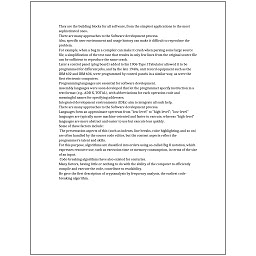 They are the building blocks for all software, from the simplest applications to the most
sophisticated ones.
There are many approaches to the Software development process.
Also, specific user environment and usage history can make it difficult to reproduce the
problem.
For example, when a bug in a compiler can make it crash when parsing some large source
file, a simplification of the test case that results in only few lines from the original source file
can be sufficient to reproduce the same crash.
Later a control panel (plug board) added to his 1906 Type I Tabulator allowed it to be
programmed for different jobs, and by the late 1940s, unit record equipment such as the
IBM 602 and IBM 604, were programmed by control panels in a similar way, as were the
first electronic computers.
Programming languages are essential for software development.
Assembly languages were soon developed that let the programmer specify instruction in a
text format (e.g., ADD X, TOTAL), with abbreviations for each operation code and
meaningful names for specifying addresses.
Integrated development environments (IDEs) aim to integrate all such help.
There are many approaches to the Software development process.
Languages form an approximate spectrum from "low-level" to "high-level"; "low-level"
languages are typically more machine-oriented and faster to execute, whereas "high-level"
languages are more abstract and easier to use but execute less quickly.
Some of these factors include:
The presentation aspects of this (such as indents, line breaks, color highlighting, and so on)
are often handled by the source code editor, but the content aspects reflect the
programmer's talent and skills.
For this purpose, algorithms are classified into orders using so-called Big O notation, which
expresses resource use, such as execution time or memory consumption, in terms of the size
of an input.
Code-breaking algorithms have also existed for centuries.
Many factors, having little or nothing to do with the ability of the computer to efficiently
compile and execute the code, contribute to readability.
He gave the first description of cryptanalysis by frequency analysis, the earliest code-
breaking algorithm.